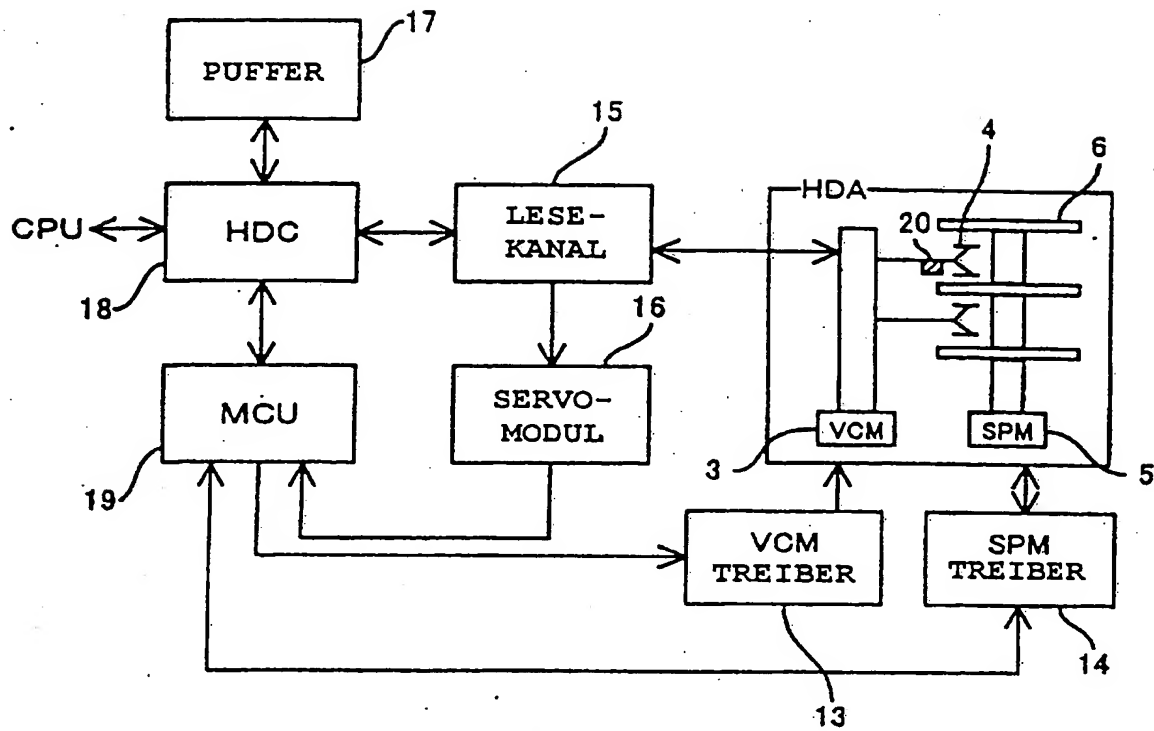 17
PUFFER
15
4
6
HDA
CPU
HDC
LESE-
KANAL
20
18
16
MCU
SERVO-
MODUL
VCM
SPM
3
5
19
VCM
TREIBER
SPM
TREIBER
14
13